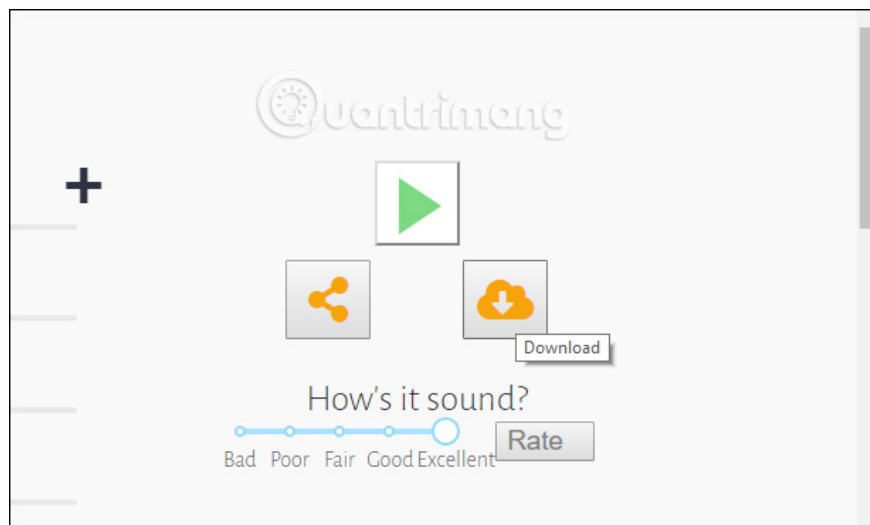 Quantrimang
Download
How's it sound?
Bad Poor Fair Good Excellent
Rate